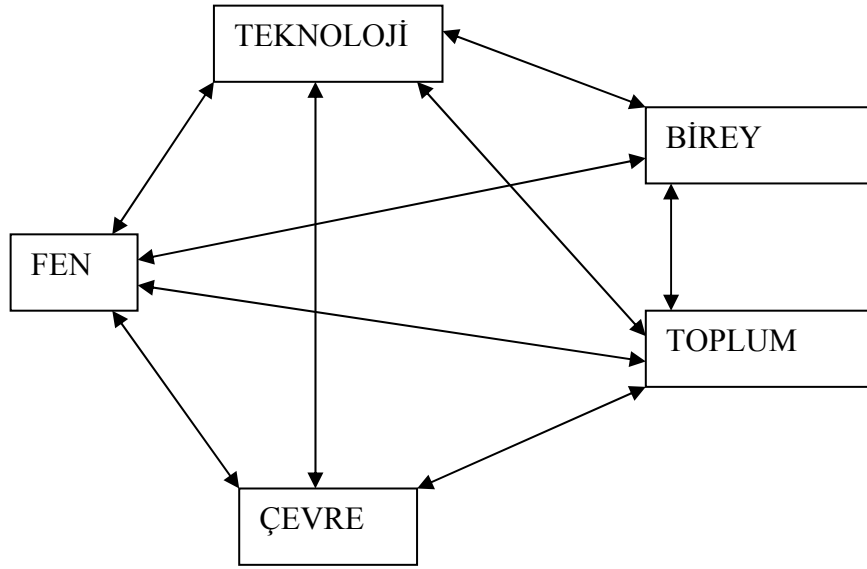 TEKNOLOJİ
BİREY
FEN
TOPLUM
ÇEVRE